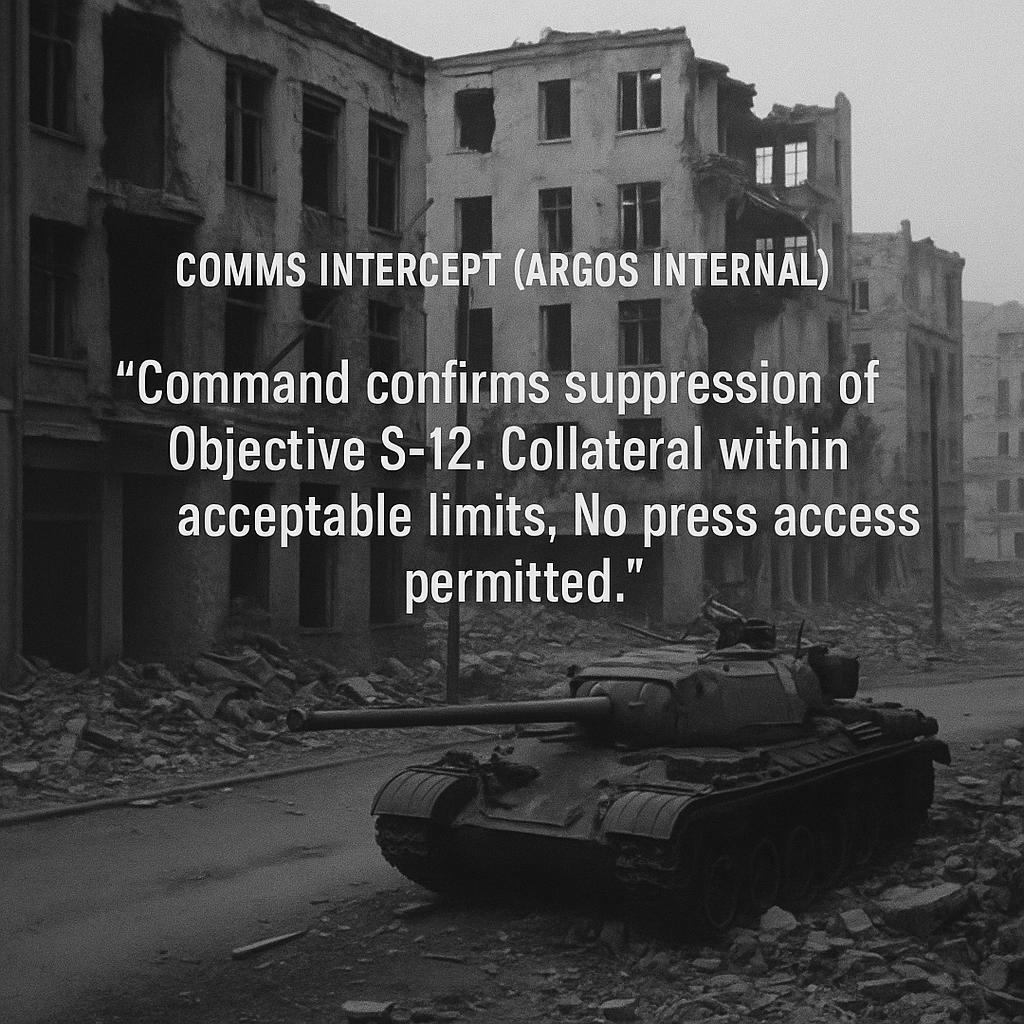 COMMS INTERCEPT (ARGOS INTERNAL)
“Command confirms suppression of
Objective S-12. Collateral within
acceptable limits, No press access
permitted.”